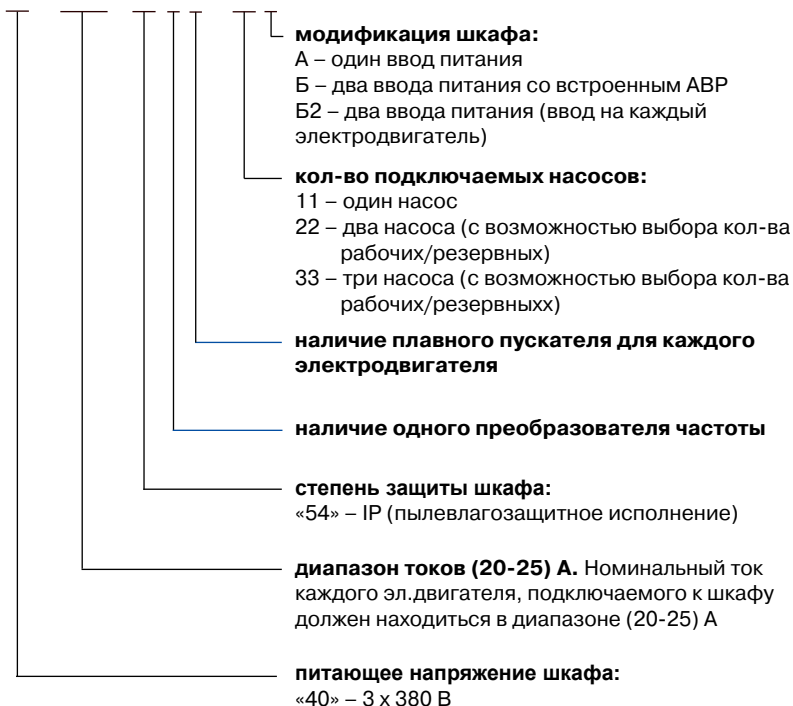 модификация шкафа:
А – один ввод питания
Б – два ввода питания со встроенным АВР
Б2 – два ввода питания (ввод на каждый
электродвигатель)
кол-во подключаемых насосов:
11 – один насос
22 – два насоса (с возможностью выбора кол-ва
рабочих/резервных)
33 – три насоса (с возможностью выбора кол-ва
рабочих/резервныхх)
наличие плавного пускателя для каждого
электродвигателя
наличие одного преобразователя частоты
степень защиты шкафа:
«54» – IP (пылевлагозащитное исполнение)
диапазон токов (20-25) А. Номинальный ток
каждого эл.двигателя, подключаемого к шкафу
должен находиться в диапазоне (20-25) А
питающее напряжение шкафа:
«40» – 3 х 380 В